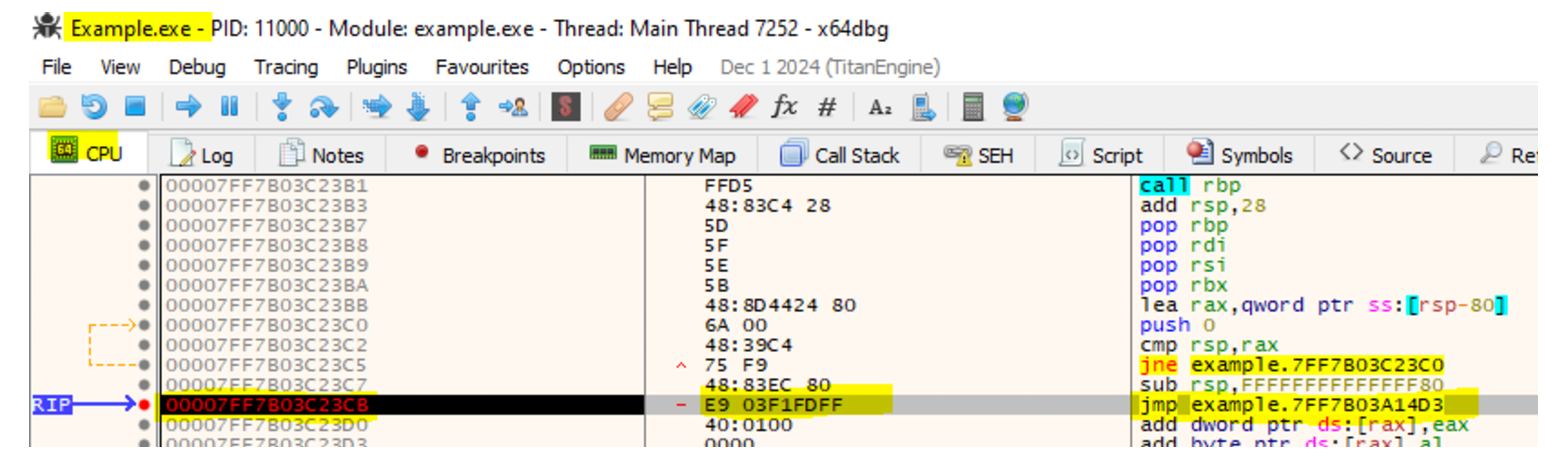 Example.exe - PID: 11000 - Module: example.exe - Thread: Main Thread 7252 - x64dbg
File View Debug Tracing Plugins Favourites Options Help Dec 1 2024 (TitanEngine)
S fx # A₂
64 CPU Log Notes Breakpoints Memory Map Call Stack SEH Script Symbols Source Re
00007FF7B03C23B1 FFD5 call rbp
00007FF7B03C23B3 48:83C4 28 add rsp,28
00007FF7B03C23B7 5D pop rbp
00007FF7B03C23B8 5F pop rdi
00007FF7B03C23B9 5E pop rsi
00007FF7B03C23BA 5B pop rbx
00007FF7B03C23BB 48:8D4424 80 lea rax,qword ptr ss:[rsp-80]
00007FF7B03C23C0 6A 00 push 0
00007FF7B03C23C2 48:39C4 cmp rsp,rax
00007FF7B03C23C5 ^ 75 F9 jne example.7FF7B03C23C0
00007FF7B03C23C7 48:83EC 80 sub rsp,FFFFFFFFFFFFFF80
RIP 00007FF7B03C23CB - E9 03F1FDFF jmp example.7FF7B03A14D3
00007FF7B03C23D0 40:0100 add dword ptr ds:[rax],eax
00007FF7B03C23D3 0000 add byte ptr ds:[rax],al